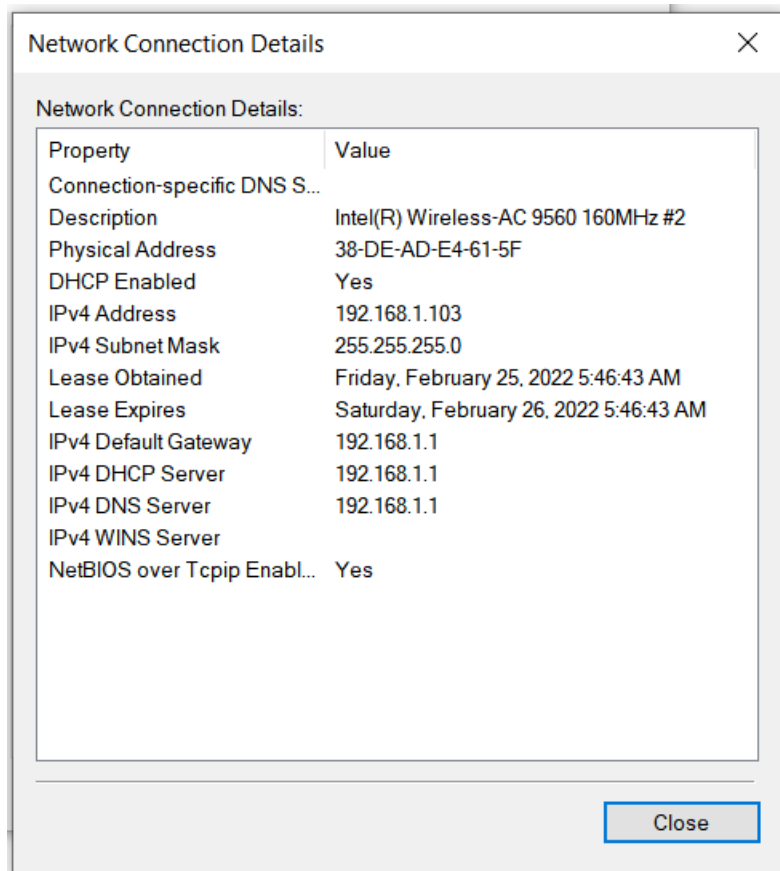 Network Connection Details
Network Connection Details:
Property Value
Connection-specific DNS S...
Description Intel(R) Wireless-AC 9560 160MHz #2
Physical Address 38-DE-AD-E4-61-5F
DHCP Enabled Yes
IPv4 Address 192.168.1.103
IPv4 Subnet Mask 255.255.255.0
Lease Obtained Friday, February 25, 2022 5:46:43 AM
Lease Expires Saturday, February 26, 2022 5:46:43 AM
IPv4 Default Gateway 192.168.1.1
IPv4 DHCP Server 192.168.1.1
IPv4 DNS Server 192.168.1.1
IPv4 WINS Server
NetBIOS over Tcpip Enabl... Yes
Close